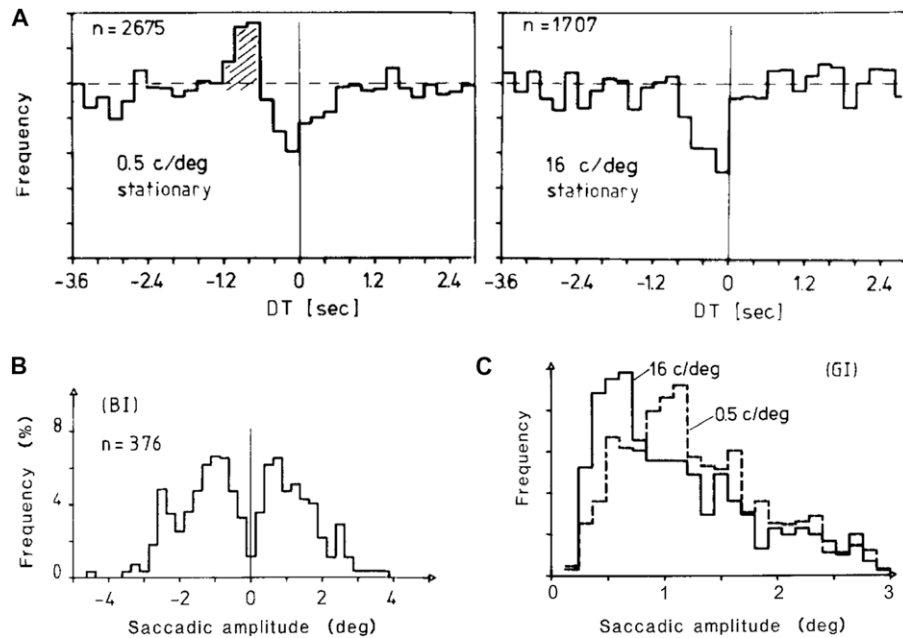 A
n = 2675
Frequency
0.5 c/deg
stationary
-3.6 -2.4 -1.2 0 1.2 2.4
DT [sec]
n = 1707
16 c/deg
stationary
-3.6 -2.4 -1.2 0 1.2 2.4
DT [sec]
B
(BI)
n = 376
Frequency (%)
8
4
0
-4 -2 0 2 4
Saccadic amplitude (deg)
C
16 c/deg
(GI)
0.5 c/deg
Frequency
0 1 2 3
Saccadic amplitude (deg)